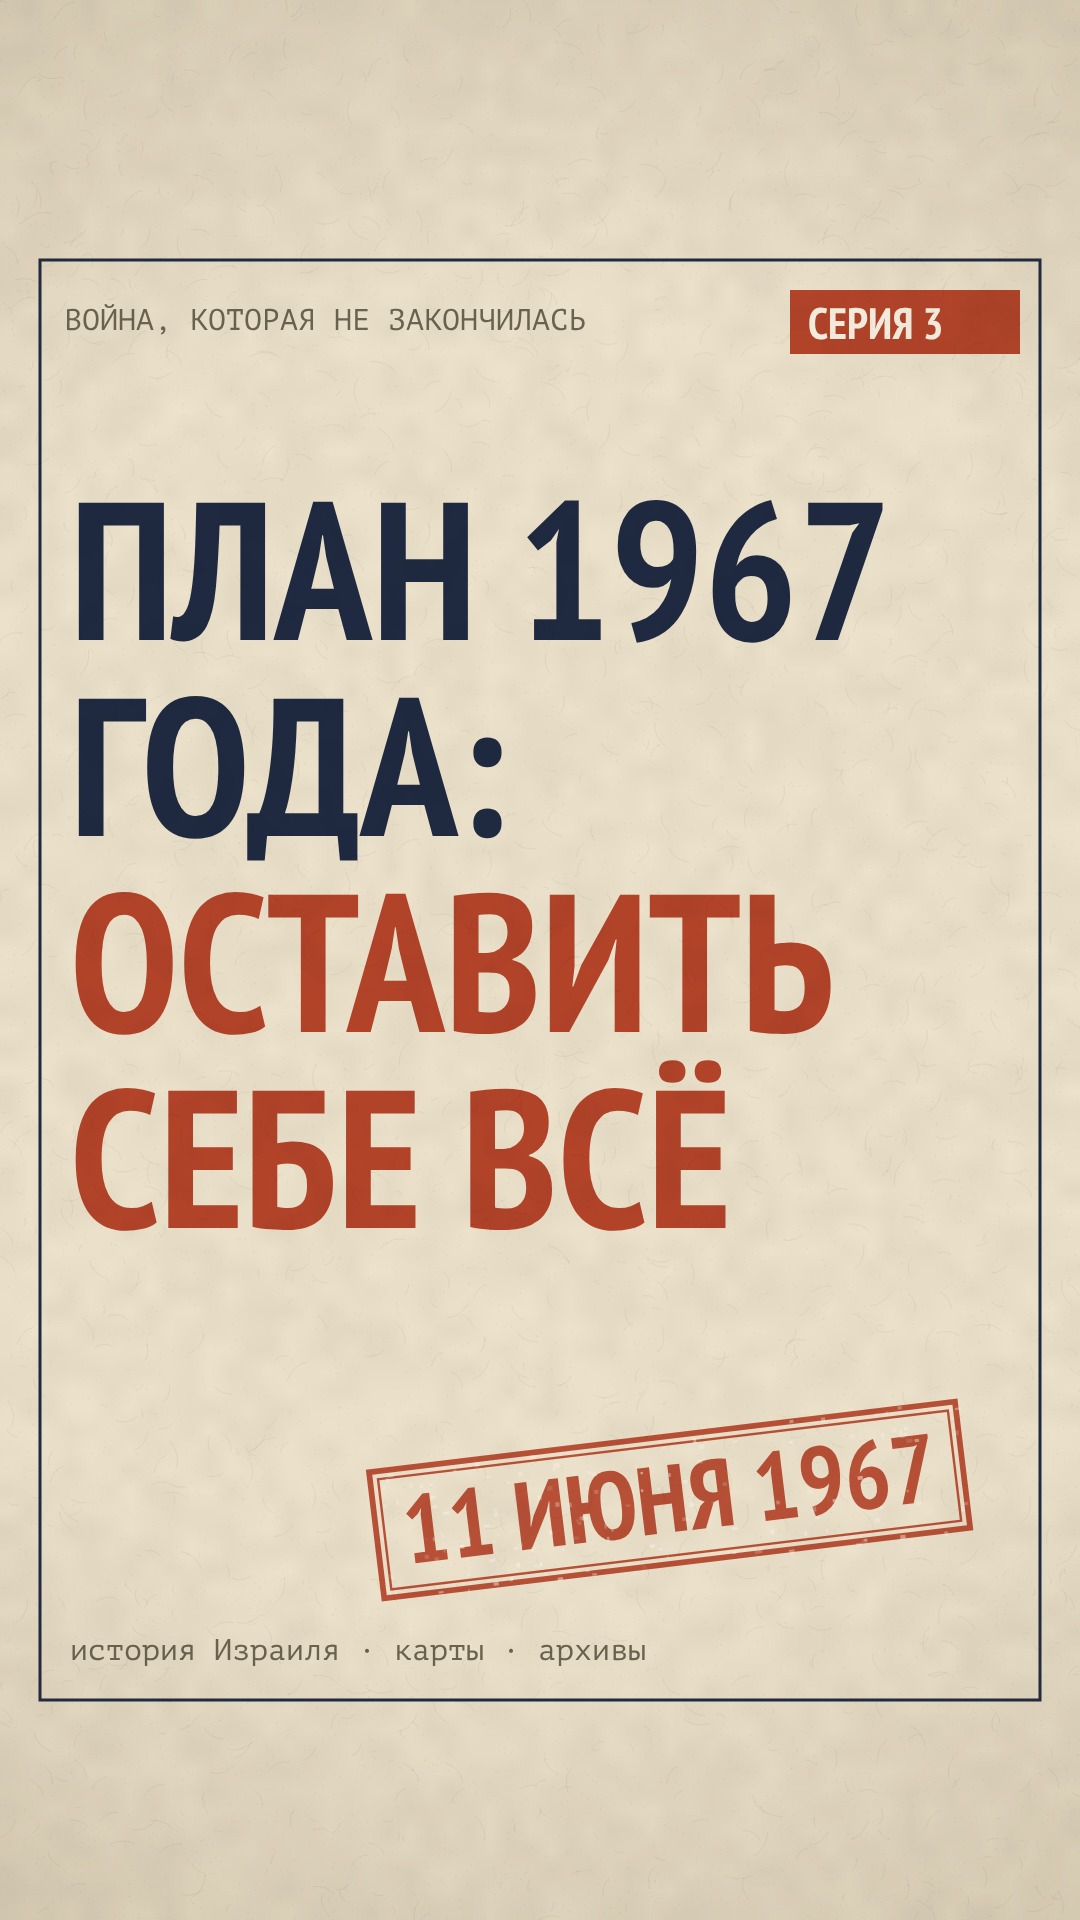 ВОЙНА, КОТОРАЯ НЕ ЗАКОНЧИЛАСЬ
СЕРИЯ 3
ПЛАН 1967
ГОДА:
ОСТАВИТЬ
СЕБЕ ВСЁ
11 ИЮНЯ 1967
история Израиля · карты · архивы